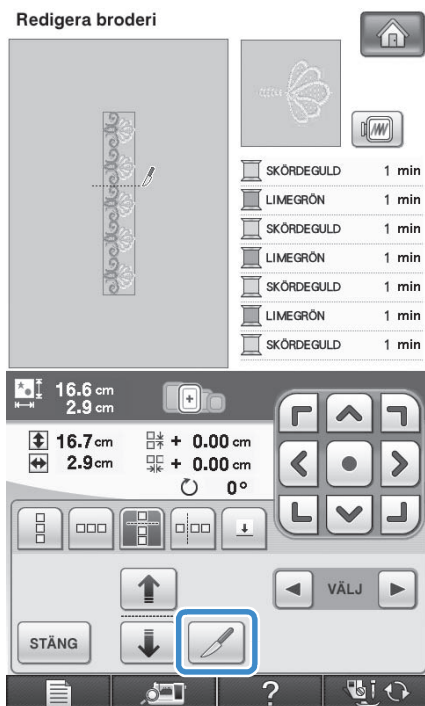 Redigera broderi
SKÖRDEGULD 1 min
LIMEGRÖN 1 min
SKÖRDEGULD 1 min
LIMEGRÖN 1 min
SKÖRDEGULD 1 min
LIMEGRÖN 1 min
SKÖRDEGULD 1 min
16.6 cm
2.9 cm
16.7 cm + 0.00 cm
2.9 cm + 0.00 cm
0°
VÄLJ
STÄNG
?